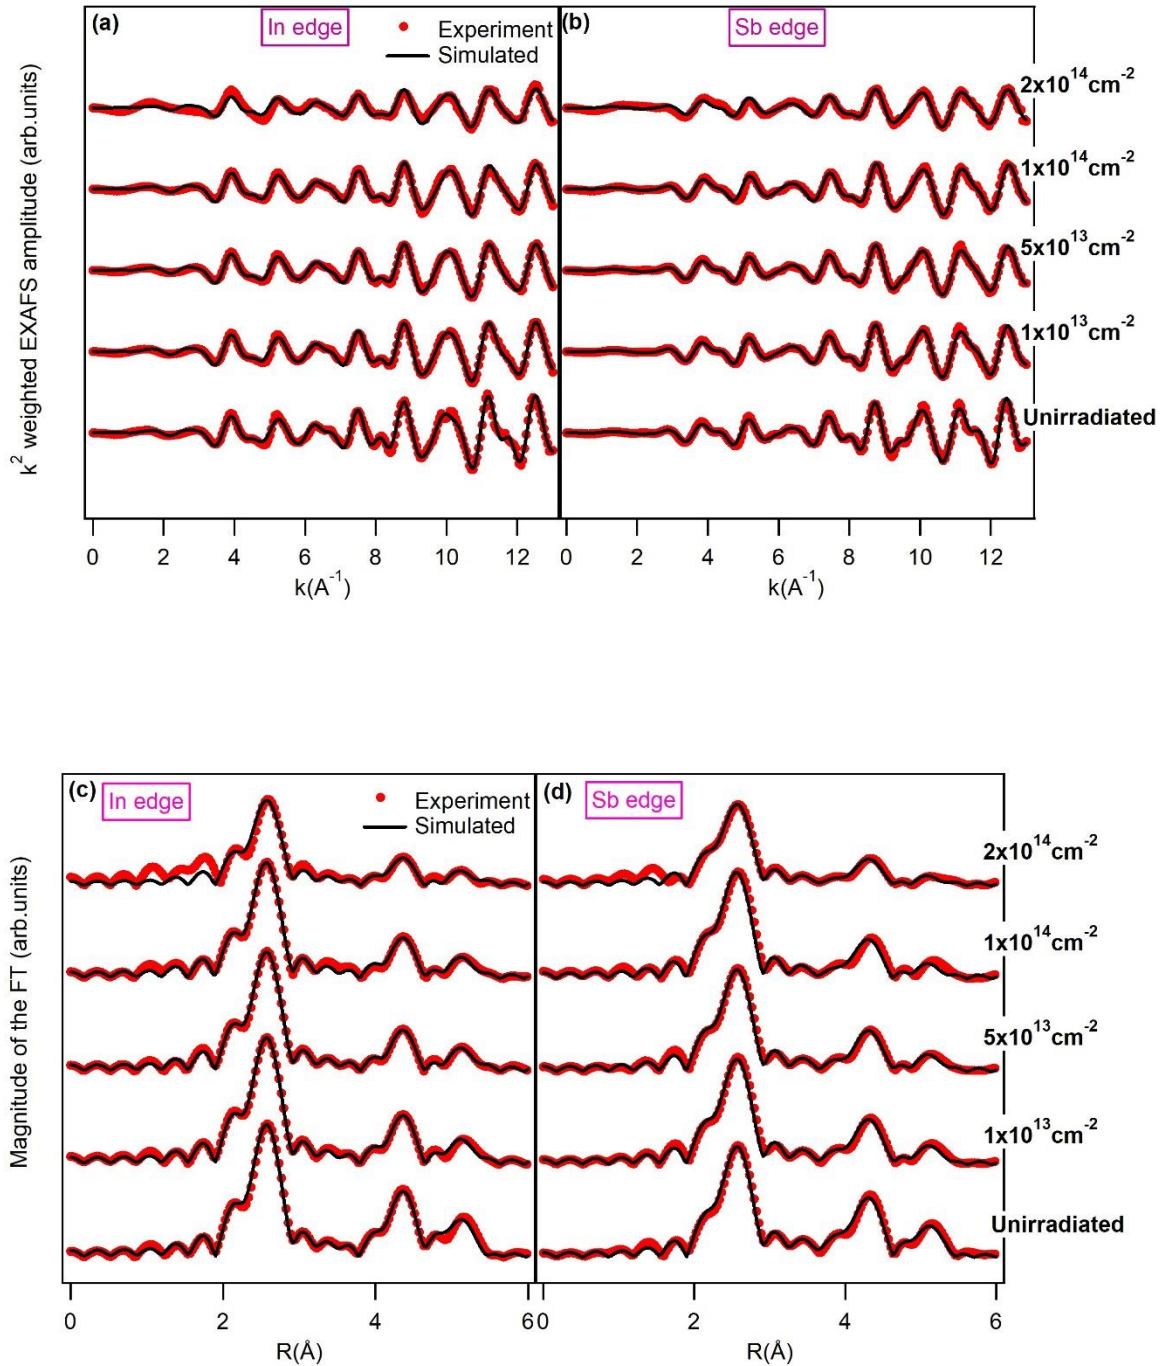 (a)
In edge
Experiment
Simulated
(b)
Sb edge
2x10¹⁴cm⁻²
1x10¹⁴cm⁻²
5x10¹³cm⁻²
1x10¹³cm⁻²
Unirradiated
k² weighted EXAFS amplitude (arb.units)
0 2 4 6 8 10 12
0 2 4 6 8 10 12
k(A⁻¹)
k(A⁻¹)
(c)
In edge
Experiment
Simulated
(d)
Sb edge
2x10¹⁴cm⁻²
1x10¹⁴cm⁻²
5x10¹³cm⁻²
1x10¹³cm⁻²
Unirradiated
Magnitude of the FT (arb.units)
0 2 4 6
0 2 4 6
R(Å)
R(Å)